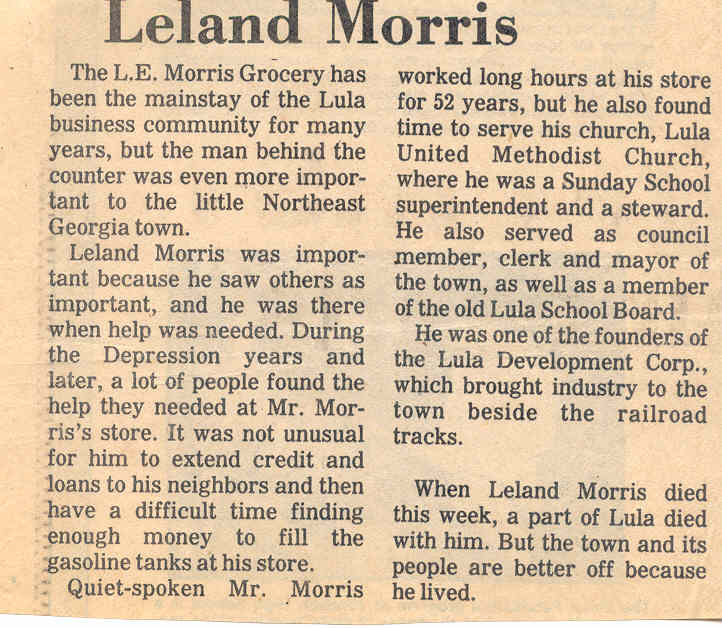 Leland Morris
The L.E. Morris Grocery has
been the mainstay of the Lula
business community for many
years, but the man behind the
counter was even more impor-
tant to the little Northeast
Georgia town.
Leland Morris was impor-
tant because he saw others as
important, and he was there
when help was needed. During
the Depression years and
later, a lot of people found the
help they needed at Mr. Mor-
ris's store. It was not unusual
for him to extend credit and
loans to his neighbors and then
have a difficult time finding
enough money to fill the
gasoline tanks at his store.
Quiet-spoken Mr. Morris
worked long hours at his store
for 52 years, but he also found
time to serve his church, Lula
United Methodist Church,
where he was a Sunday School
superintendent and a steward.
He also served as council
member, clerk and mayor of
the town, as well as a member
of the old Lula School Board.
He was one of the founders of
the Lula Development Corp.,
which brought industry to the
town beside the railroad
tracks.
When Leland Morris died
this week, a part of Lula died
with him. But the town and its
people are better off because
he lived.